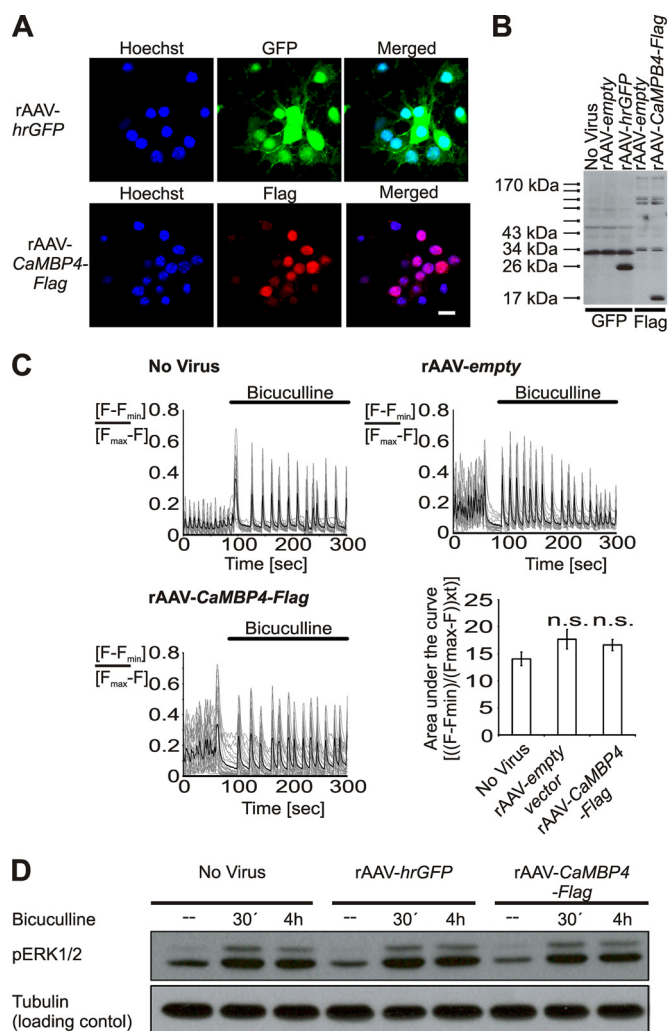 A
Hoechst GFP Merged
rAAV-
hrGFP
Hoechst Flag Merged
rAAV-
CaMBP4-
Flag
B
No Virus
rAAV-empty
rAAV-hrGFP
rAAV-empty
rAAV-CaMPB4-Flag
170 kDa
43 kDa
34 kDa
26 kDa
17 kDa
GFP Flag
C
No Virus
Bicuculline
[F-Fmin]
[Fmax-F]
0.8
0.6
0.4
0.2
0
0 100 200 300
Time [sec]
rAAV-empty
Bicuculline
[F-Fmin]
[Fmax-F]
0.8
0.6
0.4
0.2
0
0 100 200 300
Time [sec]
rAAV-CaMBP4-Flag
Bicuculline
[F-Fmin]
[Fmax-F]
0.8
0.6
0.4
0.2
0
0 100 200 300
Time [sec]
Area under the curve
[((F-Fmin)/(Fmax-F))xt)]
25
20
15
10
5
0
n.s. n.s.
No Virus
rAAV-empty
vector
rAAV-CaMBP4
-Flag
D
No Virus rAAV-hrGFP rAAV-CaMBP4
-Flag
Bicuculline -- 30´ 4h -- 30´ 4h -- 30´ 4h
pERK1/2
Tubulin
(loading contol)